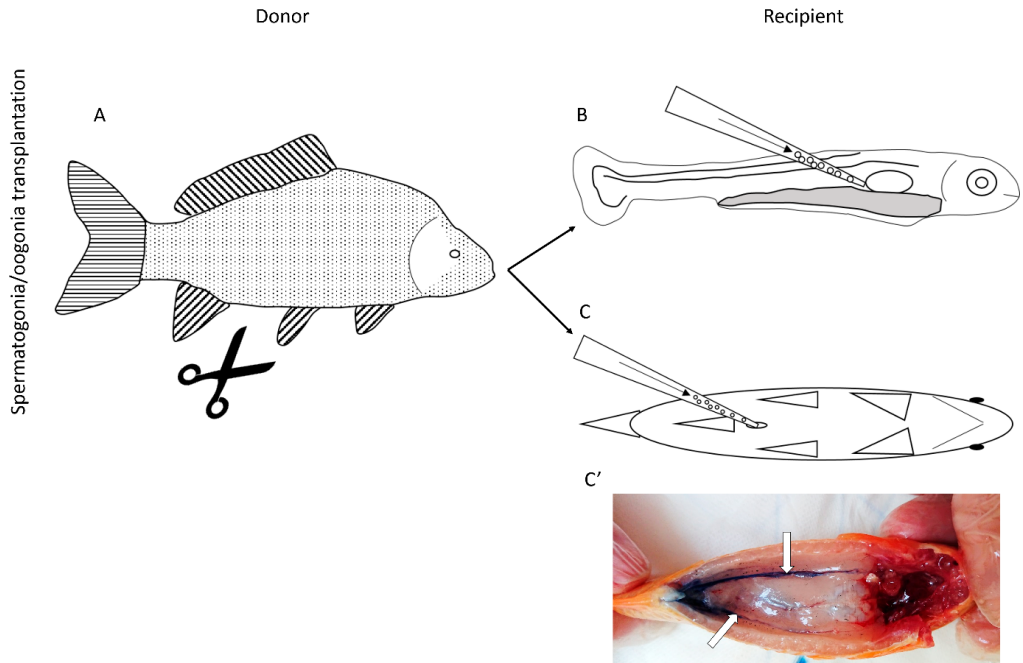 Donor
Recipient
Spermatogonia/oogonia transplantation
A
B
C
C’